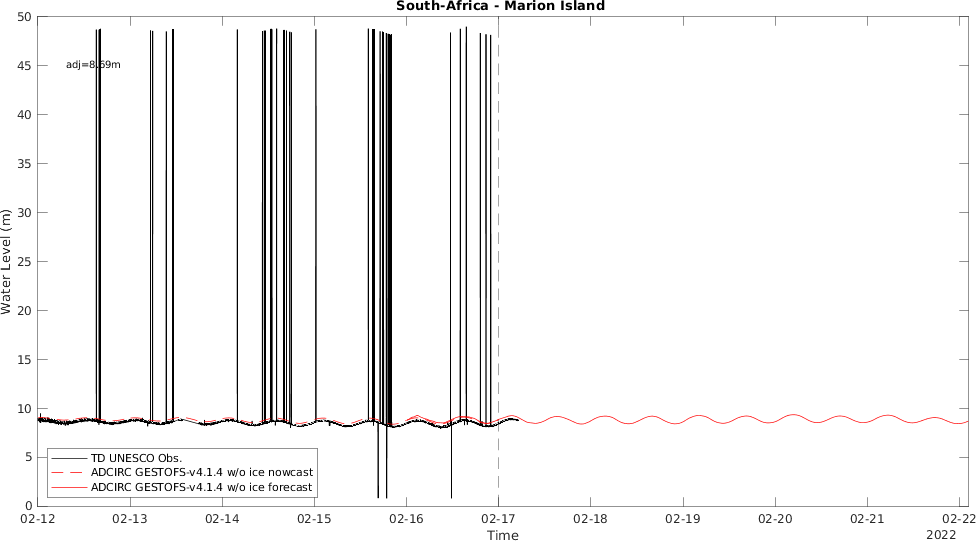 South-Africa - Marion Island
50
45
40
35
30
25
20
15
10
5
0
Water Level (m)
adj=8.69m
TD UNESCO Obs.
ADCIRC GESTOFS-v4.1.4 w/o ice nowcast
ADCIRC GESTOFS-v4.1.4 w/o ice forecast
02-12 02-13 02-14 02-15 02-16 02-17 02-18 02-19 02-20 02-21 02-22
Time
2022